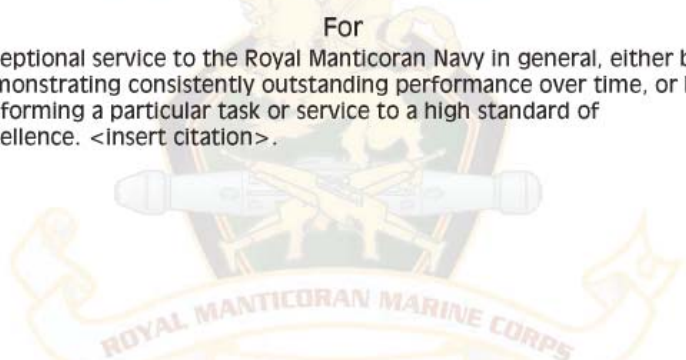 For
eptional service to the Royal Manticoran Navy in general, either b
monstrating consistently outstanding performance over time, or
forming a particular task or service to a high standard of
ellence. <insert citation>.
ROYAL MANTICORAN MARINE CORPS